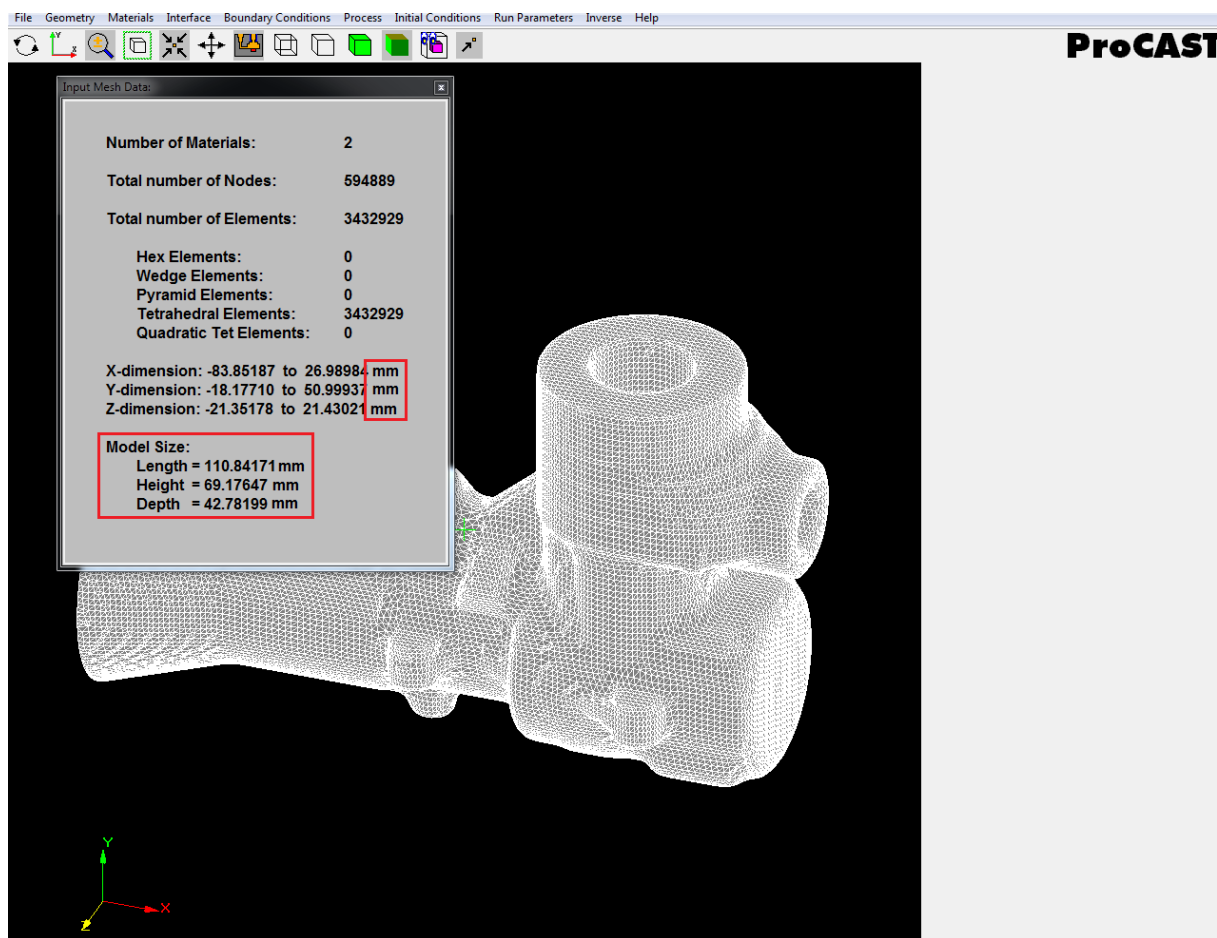 File Geometry Materials Interface Boundary Conditions Process Initial Conditions Run Parameters Inverse Help
ProCAST
Input Mesh Data:
Number of Materials: 2
Total number of Nodes: 594889
Total number of Elements: 3432929
Hex Elements: 0
Wedge Elements: 0
Pyramid Elements: 0
Tetrahedral Elements: 3432929
Quadratic Tet Elements: 0
X-dimension: -83.85187 to 26.98984 mm
Y-dimension: -18.17710 to 50.99937 mm
Z-dimension: -21.35178 to 21.43021 mm
Model Size:
Length = 110.84171 mm
Height = 69.17647 mm
Depth = 42.78199 mm
Y
X
Z